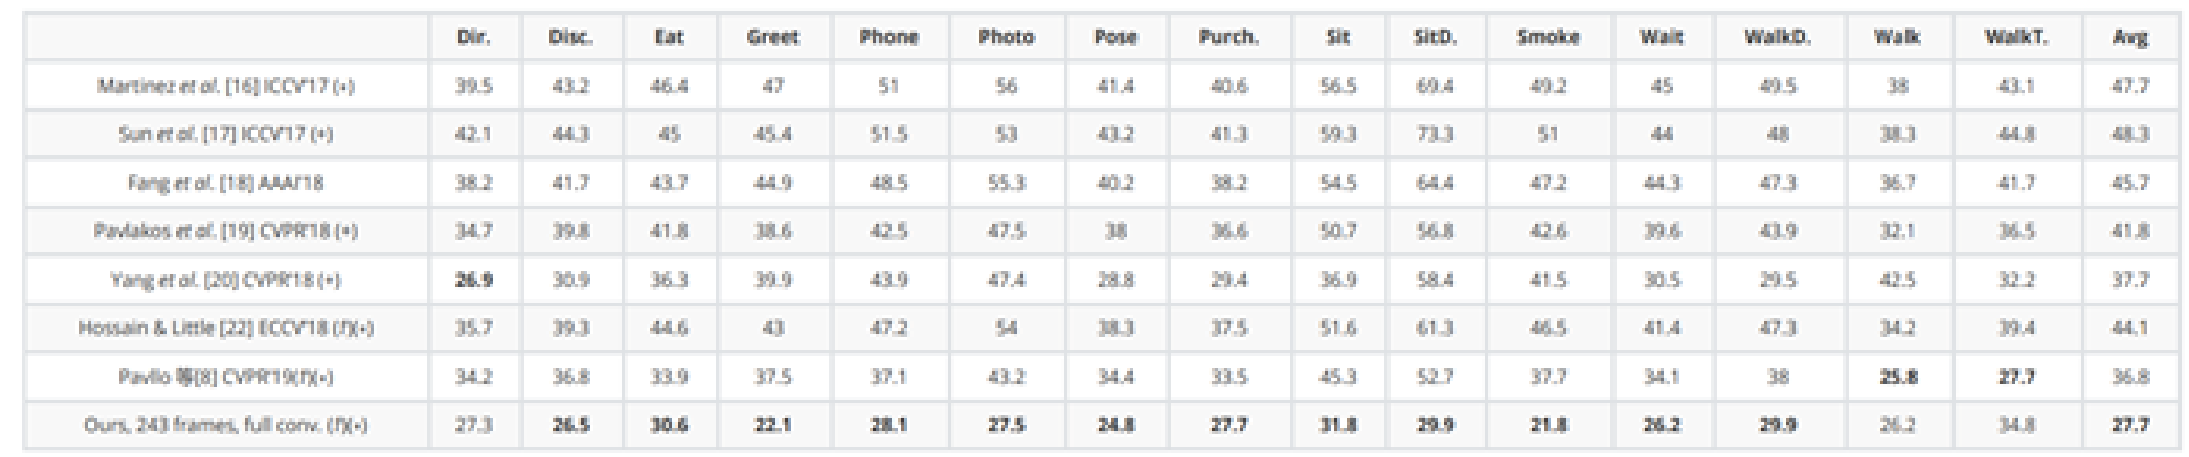 Dir. Disc. Eat Greet Phone Photo Pose Purch. Sit SitD. Smoke Wait WalkD. Walk WalkT. Avg
Martinez et al. [16] ICCV'17 (+) 39.5 43.2 46.4 47 51 56 41.4 40.6 56.5 69.4 49.2 45 49.5 38 43.1 47.7
Sun et al. [17] ICCV'17 (+) 42.1 44.3 45 45.4 51.5 53 43.2 41.3 59.3 73.3 51 44 48 38.3 44.8 48.3
Fang et al. [18] AAAI'18 38.2 41.7 43.7 44.9 48.5 55.3 40.2 38.2 54.5 64.4 47.2 44.3 47.3 36.7 41.7 45.7
Pavlakos et al. [19] CVPR'18 (+) 34.7 39.8 41.8 38.6 42.5 47.5 38 36.6 50.7 56.8 42.6 39.6 43.9 32.1 36.5 41.8
Yang et al. [20] CVPR'18 (+) 26.9 30.9 36.3 39.9 43.9 47.4 28.8 29.4 36.9 58.4 41.5 30.5 29.5 42.5 32.2 37.7
Hossain & Little [22] ECCV'18 (f)(+) 35.7 39.3 44.6 43 47.2 54 38.3 37.5 51.6 61.3 46.5 41.4 47.3 34.2 39.4 44.1
Pavllo 等[8] CVPR'19(f)(+) 34.2 36.8 33.9 37.5 37.1 43.2 34.4 33.5 45.3 52.7 37.7 34.1 38 25.8 27.7 36.8
Ours, 243 frames, full conv. (f)(+) 27.3 26.5 30.6 22.1 28.1 27.5 24.8 27.7 31.8 29.9 21.8 26.2 29.9 26.2 34.8 27.7